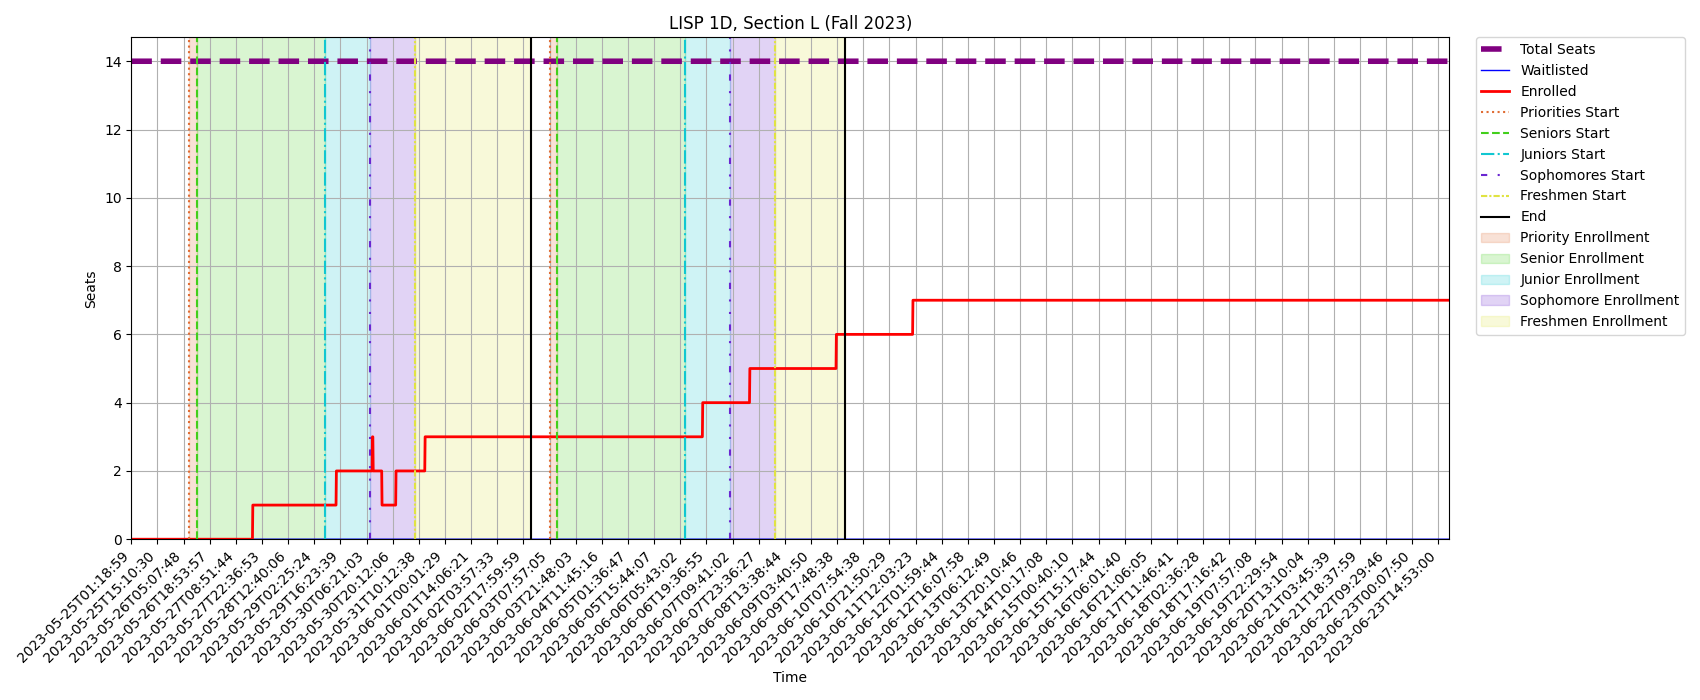 LISP 1D, Section L (Fall 2023)
14
12
10
8
6
4
2
0
Seats
2023-05-25T01:18:59
2023-05-25T15:10:30
2023-05-26T05:07:48
2023-05-26T18:53:57
2023-05-27T08:51:44
2023-05-27T22:36:53
2023-05-28T12:40:06
2023-05-29T02:25:24
2023-05-29T16:23:39
2023-05-30T06:21:03
2023-05-30T20:12:06
2023-05-31T10:12:38
2023-06-01T00:01:29
2023-06-01T14:06:21
2023-06-02T03:57:33
2023-06-02T17:59:59
2023-06-03T07:57:05
2023-06-03T21:48:03
2023-06-04T11:45:16
2023-06-05T01:36:47
2023-06-05T15:44:07
2023-06-06T05:43:02
2023-06-06T19:36:55
2023-06-07T09:41:02
2023-06-07T23:36:27
2023-06-08T13:38:44
2023-06-09T03:40:50
2023-06-09T17:48:38
2023-06-10T07:54:38
2023-06-10T21:50:29
2023-06-11T12:03:23
2023-06-12T01:59:44
2023-06-12T16:07:58
2023-06-13T06:12:49
2023-06-13T20:10:46
2023-06-14T10:17:08
2023-06-15T00:40:10
2023-06-15T15:17:44
2023-06-16T06:01:40
2023-06-16T21:06:05
2023-06-17T11:46:41
2023-06-18T02:36:28
2023-06-18T17:16:42
2023-06-19T07:57:08
2023-06-19T22:29:54
2023-06-20T13:10:04
2023-06-21T03:45:39
2023-06-21T18:37:59
2023-06-22T09:29:46
2023-06-23T00:07:50
2023-06-23T14:53:00
Time
Total Seats
Waitlisted
Enrolled
Priorities Start
Seniors Start
Juniors Start
Sophomores Start
Freshmen Start
End
Priority Enrollment
Senior Enrollment
Junior Enrollment
Sophomore Enrollment
Freshmen Enrollment